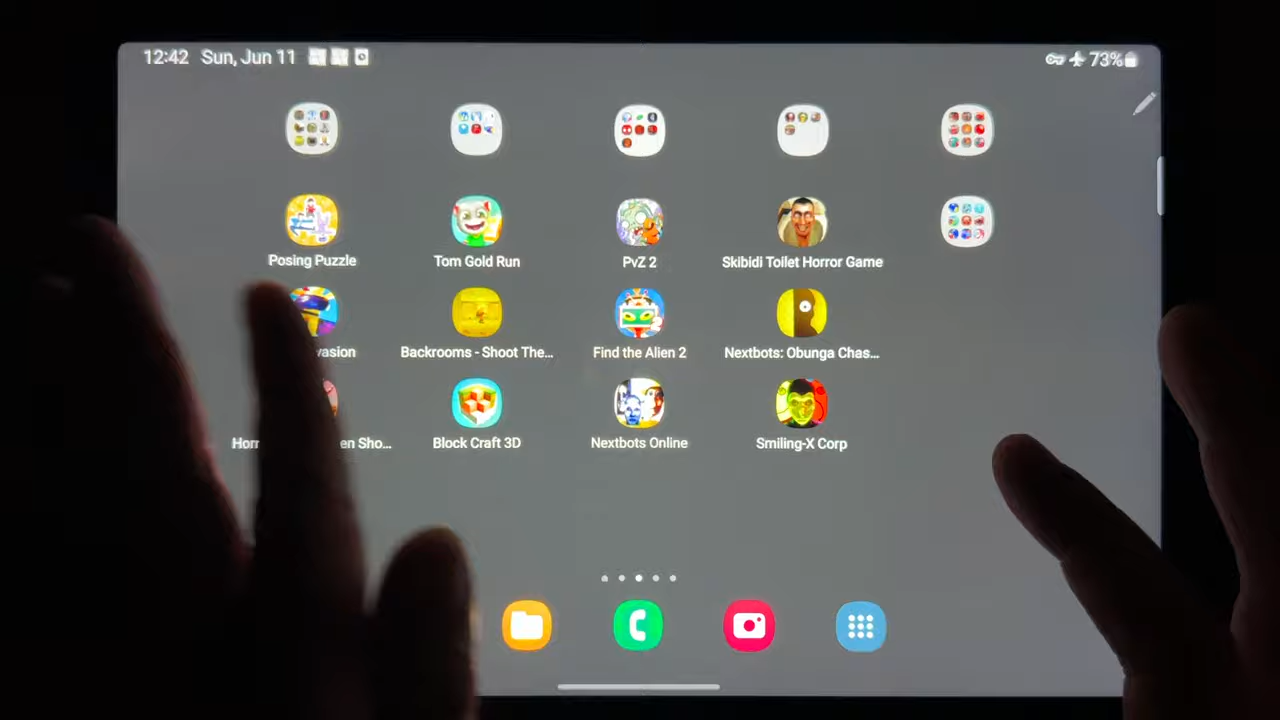 12:42 Sun, Jun 11
73%
Posing Puzzle
Tom Gold Run
PvZ 2
Skibidi Toilet Horror Game
vasion
Backrooms - Shoot The...
Find the Alien 2
Nextbots: Obunga Chas...
Horr en Sho...
Block Craft 3D
Nextbots Online
Smiling-X Corp